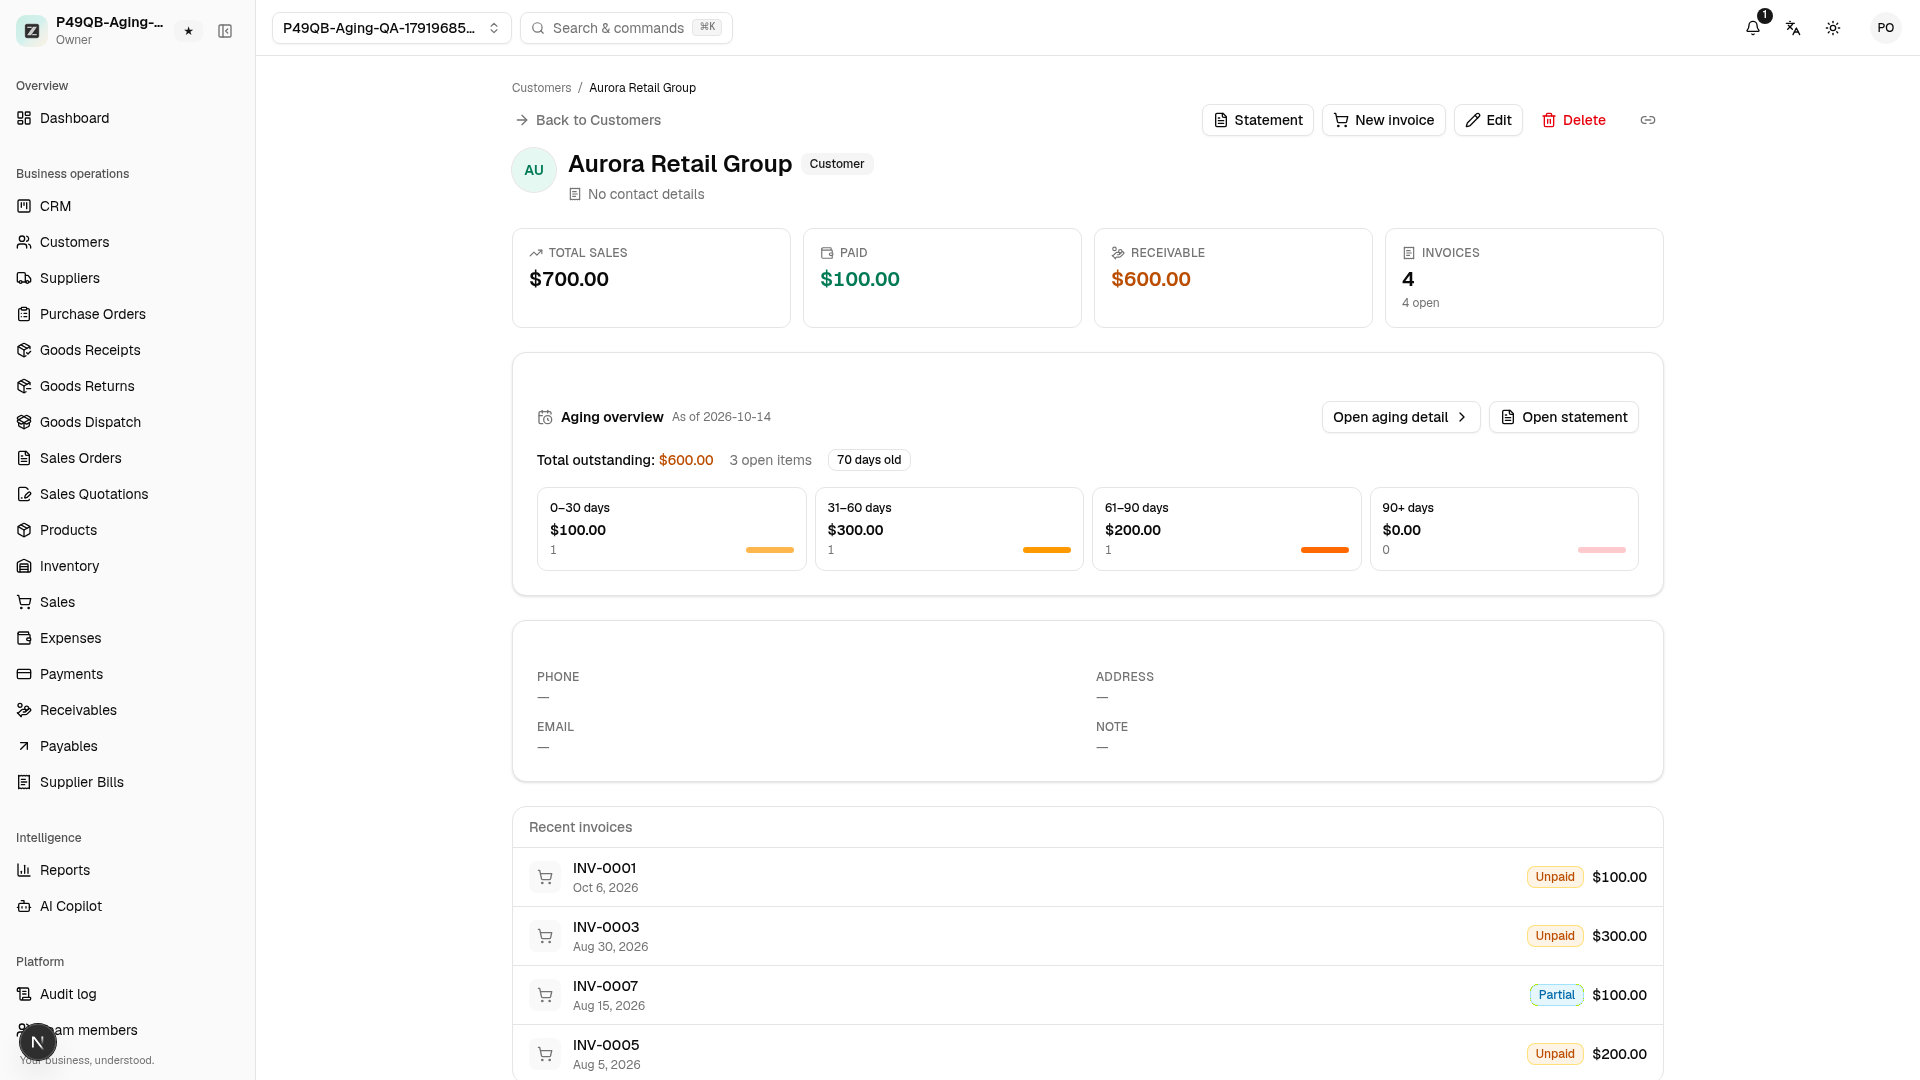 P49QB-Aging-...
Owner
P49QB-Aging-QA-17919685...
Search & commands ⌘K
1
PO
Overview
Dashboard
Business operations
CRM
Customers
Suppliers
Purchase Orders
Goods Receipts
Goods Returns
Goods Dispatch
Sales Orders
Sales Quotations
Products
Inventory
Sales
Expenses
Payments
Receivables
Payables
Supplier Bills
Intelligence
Reports
AI Copilot
Platform
Audit log
am members
business, understood.
N
Customers / Aurora Retail Group
Back to Customers
Statement
New invoice
Edit
Delete
AU
Aurora Retail Group Customer
No contact details
TOTAL SALES
$700.00
PAID
$100.00
RECEIVABLE
$600.00
INVOICES
4
4 open
Aging overview As of 2026-10-14
Open aging detail
Open statement
Total outstanding: $600.00 3 open items 70 days old
0–30 days
$100.00
1
31–60 days
$300.00
1
61–90 days
$200.00
1
90+ days
$0.00
0
PHONE
—
ADDRESS
—
EMAIL
—
NOTE
—
Recent invoices
INV-0001
Oct 6, 2026
Unpaid $100.00
INV-0003
Aug 30, 2026
Unpaid $300.00
INV-0007
Aug 15, 2026
Partial $100.00
INV-0005
Aug 5, 2026
Unpaid $200.00